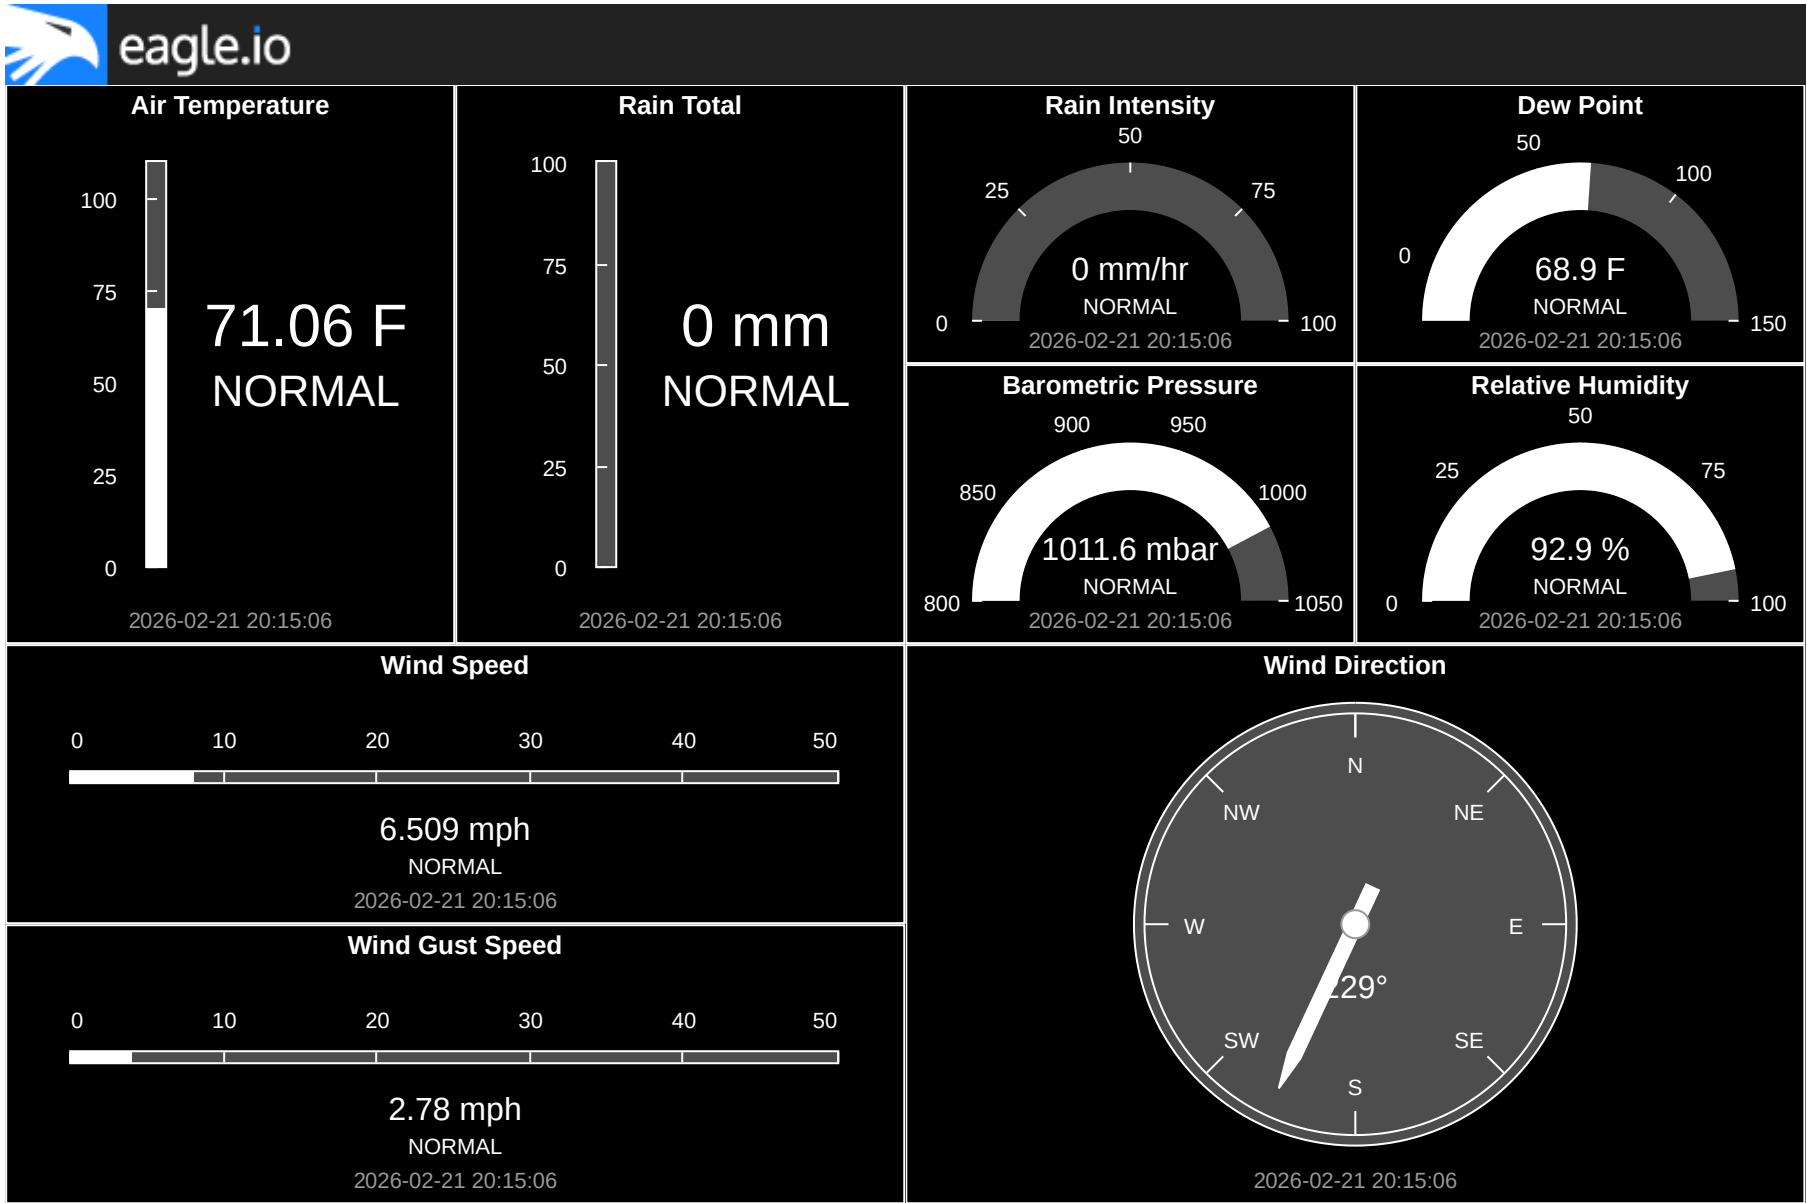 eagle.io
Air Temperature
100
75
50
25
0
71.06 F
NORMAL
2026-02-21 20:15:06
Rain Total
100
75
50
25
0
0 mm
NORMAL
2026-02-21 20:15:06
Rain Intensity
0
25
50
75
100
0 mm/hr
NORMAL
2026-02-21 20:15:06
Dew Point
0
50
100
150
68.9 F
NORMAL
2026-02-21 20:15:06
Barometric Pressure
800
850
900
950
1000
1050
1011.6 mbar
NORMAL
2026-02-21 20:15:06
Relative Humidity
0
25
50
75
100
92.9 %
NORMAL
2026-02-21 20:15:06
Wind Speed
0 10 20 30 40 50
6.509 mph
NORMAL
2026-02-21 20:15:06
Wind Gust Speed
0 10 20 30 40 50
2.78 mph
NORMAL
2026-02-21 20:15:06
Wind Direction
N
NW NE
W E
SW SE
S
2026-02-21 20:15:06